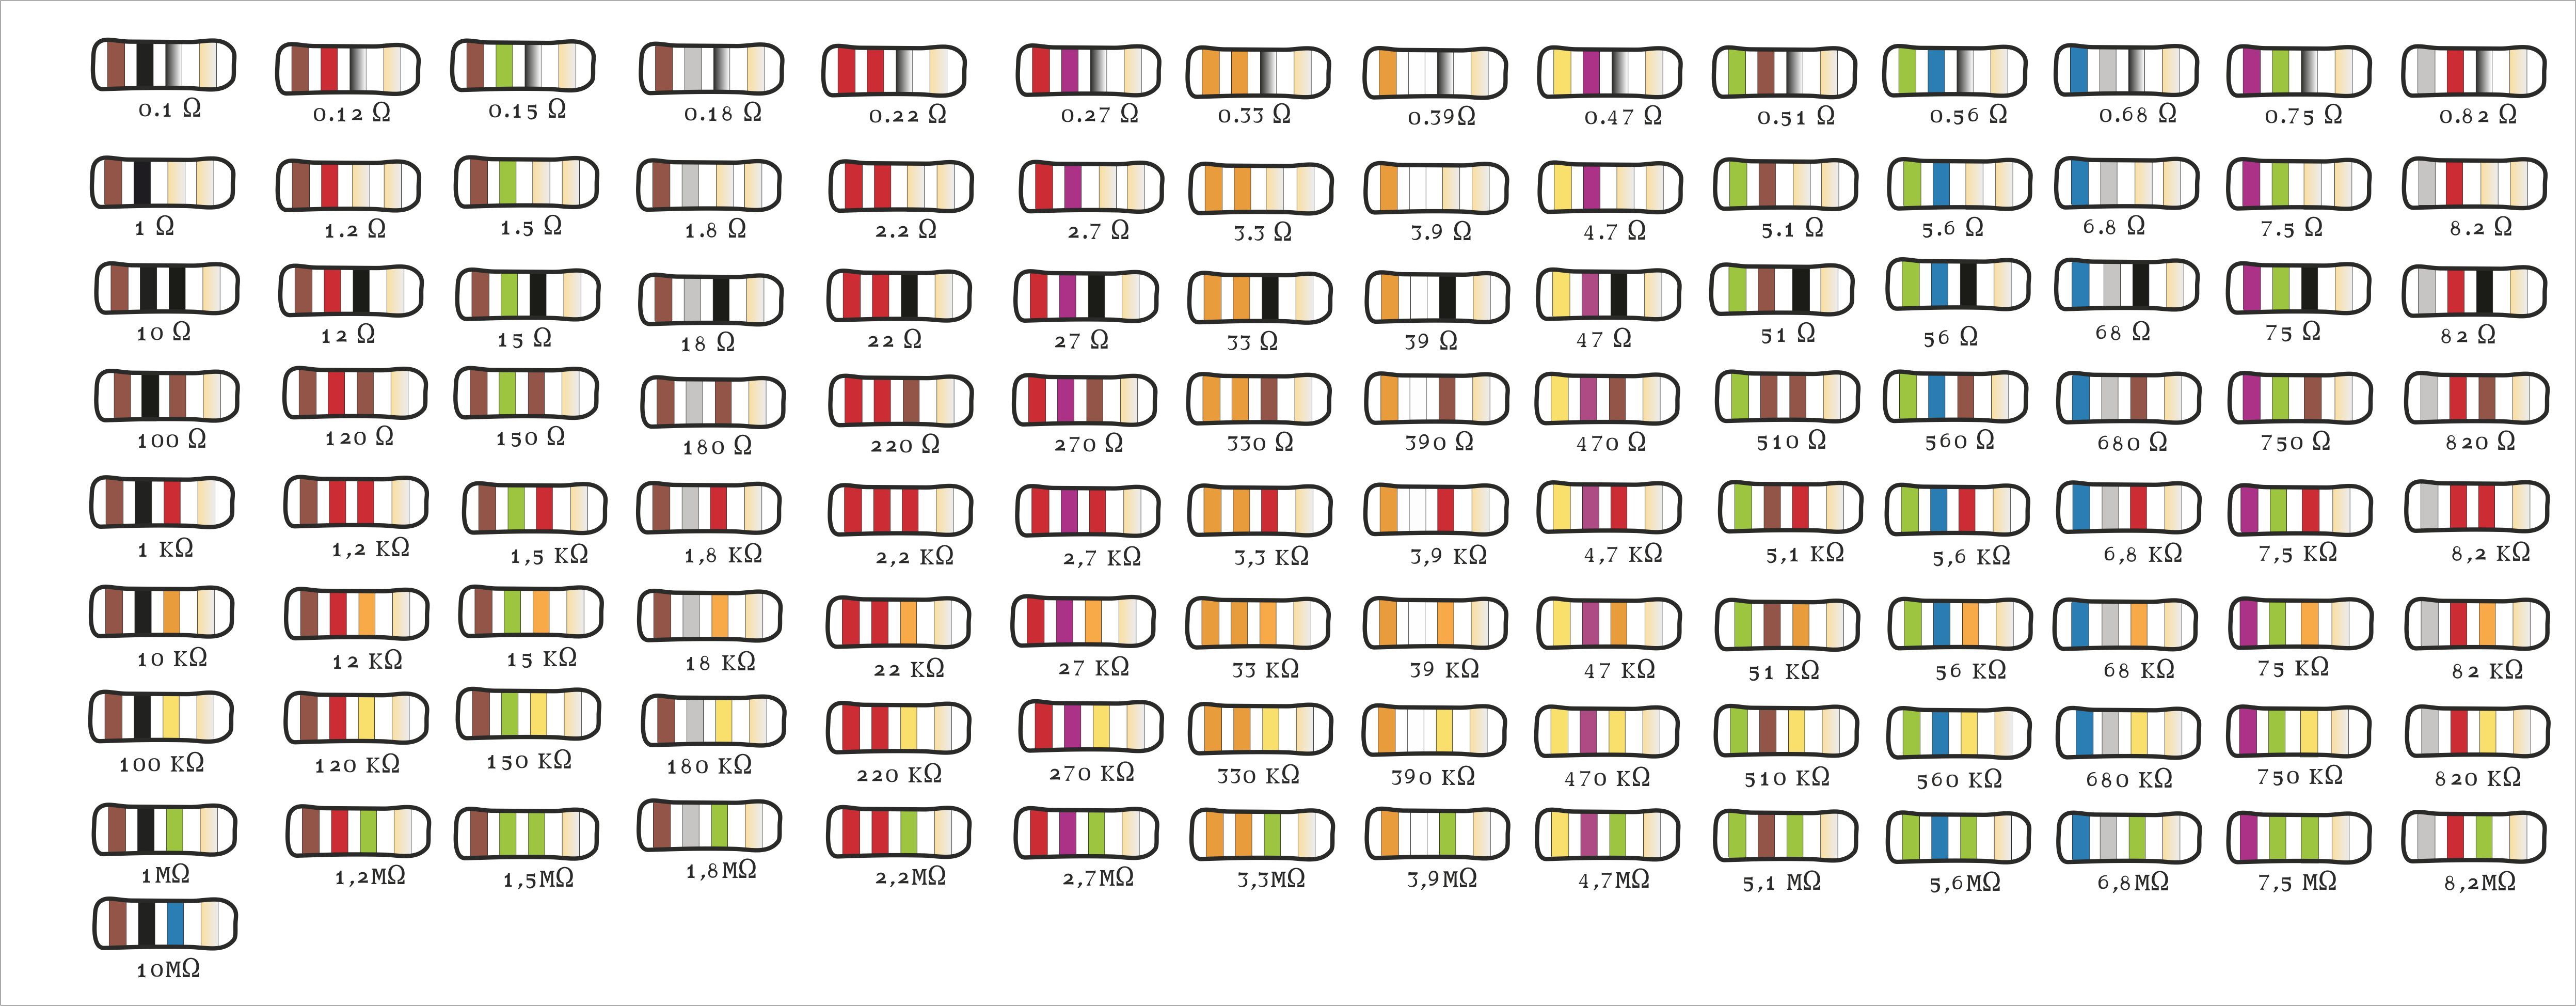 0.1 Ω 0.12 Ω 0.15 Ω 0.18 Ω 0.22 Ω 0.27 Ω 0.33 Ω 0.39Ω 0.47 Ω 0.51 Ω 0.56 Ω 0.68 Ω 0.75 Ω 0.82 Ω
1 Ω 1.2 Ω 1.5 Ω 1.8 Ω 2.2 Ω 2.7 Ω 3.3 Ω 3.9 Ω 4.7 Ω 5.1 Ω 5.6 Ω 6.8 Ω 7.5 Ω 8.2 Ω
10 Ω 12 Ω 15 Ω 18 Ω 22 Ω 27 Ω 33 Ω 39 Ω 47 Ω 51 Ω 56 Ω 68 Ω 75 Ω 82 Ω
100 Ω 120 Ω 150 Ω 180 Ω 220 Ω 270 Ω 330 Ω 390 Ω 470 Ω 510 Ω 560 Ω 680 Ω 750 Ω 820 Ω
1 KΩ 1,2 KΩ 1,5 KΩ 1,8 KΩ 2,2 KΩ 2,7 KΩ 3,3 KΩ 3,9 KΩ 4,7 KΩ 5,1 KΩ 5,6 KΩ 6,8 KΩ 7,5 KΩ 8,2 KΩ
10 KΩ 12 KΩ 15 KΩ 18 KΩ 22 KΩ 27 KΩ 33 KΩ 39 KΩ 47 KΩ 51 KΩ 56 KΩ 68 KΩ 75 KΩ 82 KΩ
100 KΩ 120 KΩ 150 KΩ 180 KΩ 220 KΩ 270 KΩ 330 KΩ 390 KΩ 470 KΩ 510 KΩ 560 KΩ 680 KΩ 750 KΩ 820 KΩ
1MΩ 1,2MΩ 1,5MΩ 1,8MΩ 2,2MΩ 2,7MΩ 3,3MΩ 3,9MΩ 4,7MΩ 5,1 MΩ 5,6MΩ 6,8MΩ 7,5 MΩ 8,2MΩ
10MΩ